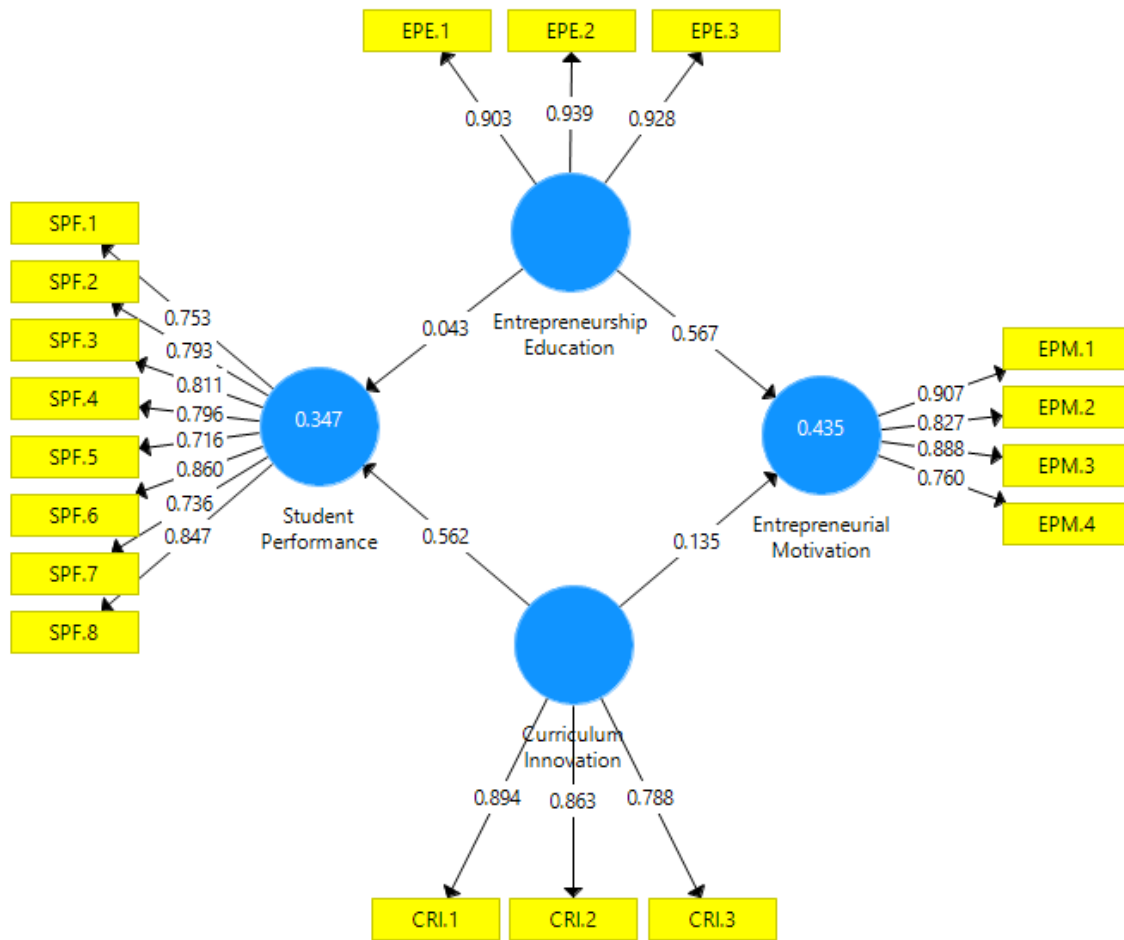 EPE.1
EPE.2
EPE.3
0.903
0.939
0.928
SPF.1
SPF.2
SPF.3
SPF.4
SPF.5
SPF.6
SPF.7
SPF.8
0.753
0.793
0.811
0.796
0.716
0.860
0.736
0.847
0.347
Student
Performance
0.043
Entrepreneurship
Education
0.567
0.435
Entrepreneurial
Motivation
0.907
0.827
0.888
0.760
EPM.1
EPM.2
EPM.3
EPM.4
0.562
0.135
Curriculum
Innovation
0.894
0.863
0.788
CRI.1
CRI.2
CRI.3